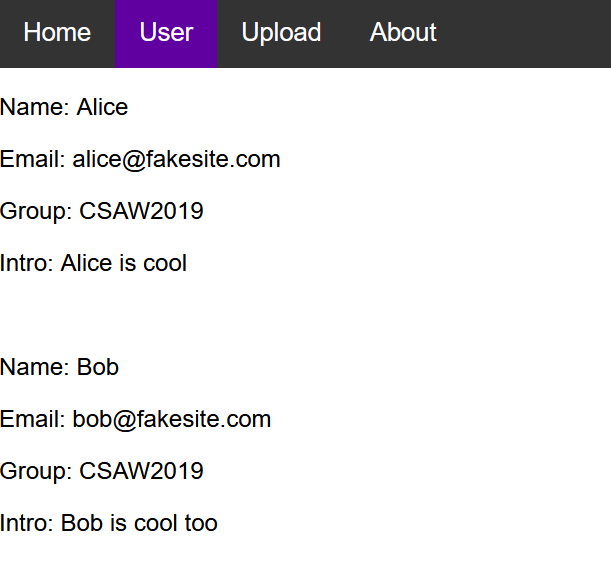 Home User Upload About
Name: Alice
Email: alice@fakesite.com
Group: CSAW2019
Intro: Alice is cool
Name: Bob
Email: bob@fakesite.com
Group: CSAW2019
Intro: Bob is cool too